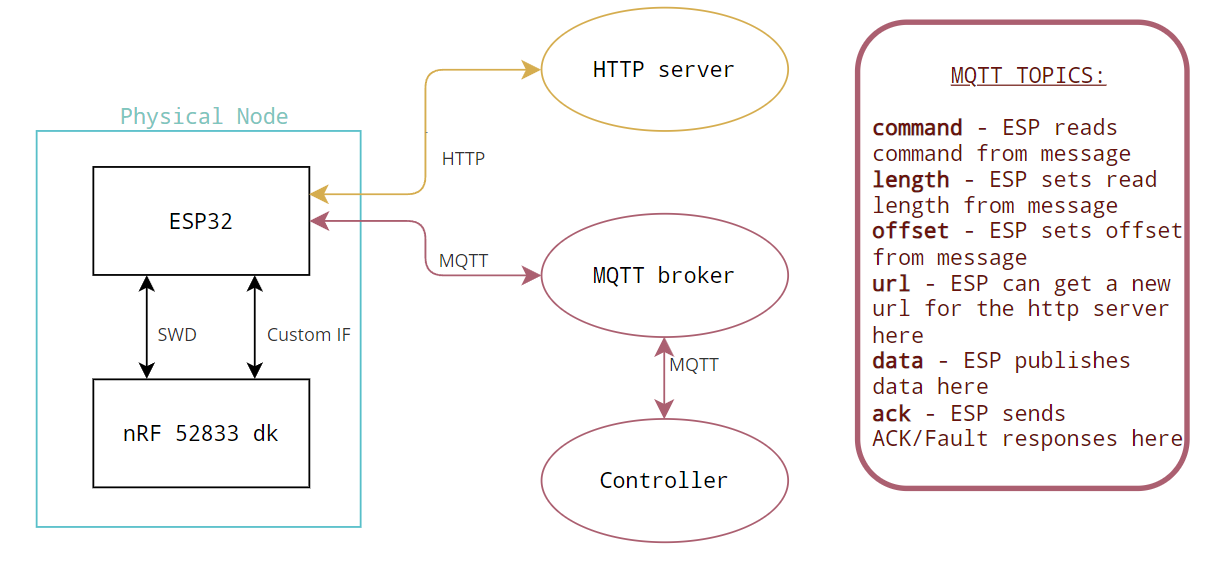 HTTP server
Physical Node
HTTP
ESP32
MQTT
MQTT broker
SWD
Custom IF
MQTT
nRF 52833 dk
Controller
MQTT TOPICS:
command - ESP reads
command from message
length - ESP sets read
length from message
offset - ESP sets offset
from message
url - ESP can get a new
url for the http server
here
data - ESP publishes
data here
ack - ESP sends
ACK/Fault responses here